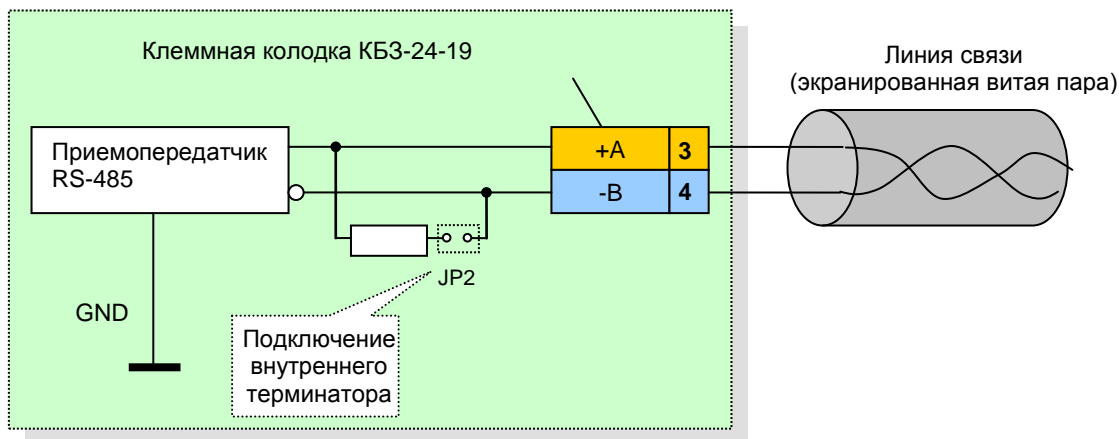 Клеммная колодка КБЗ-24-19
Линия связи
(экранированная витая пара)
Приемопередатчик
RS-485
+A 3
-B 4
JP2
GND
Подключение
внутреннего
терминатора